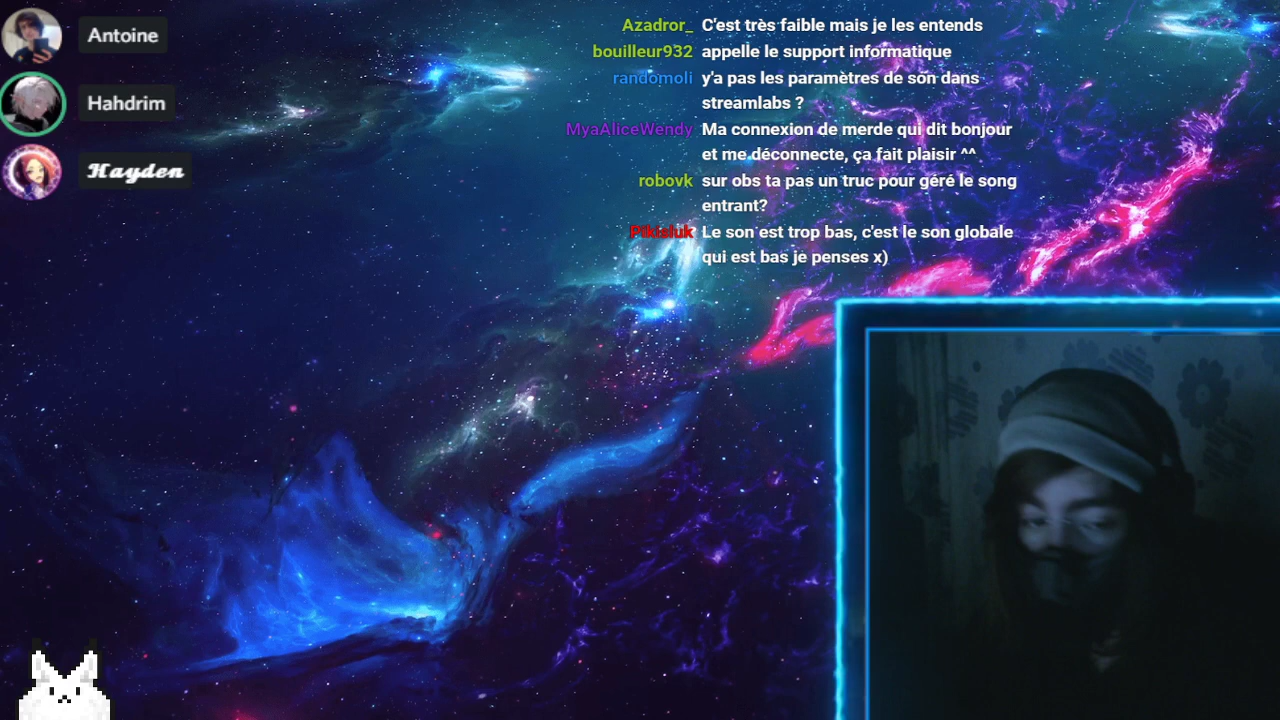 Antoine
Hahdrim
Hayden
Azadror_ C'est très faible mais je les entends
bouilleur932 appelle le support informatique
randomoli y'a pas les paramètres de son dans
streamlabs ?
MyaAliceWendy Ma connexion de merde qui dit bonjour
et me déconnecte, ça fait plaisir ^^
robovk sur obs ta pas un truc pour géré le song
entrant?
Pikisluk Le son est trop bas, c'est le son globale
qui est bas je penses x)